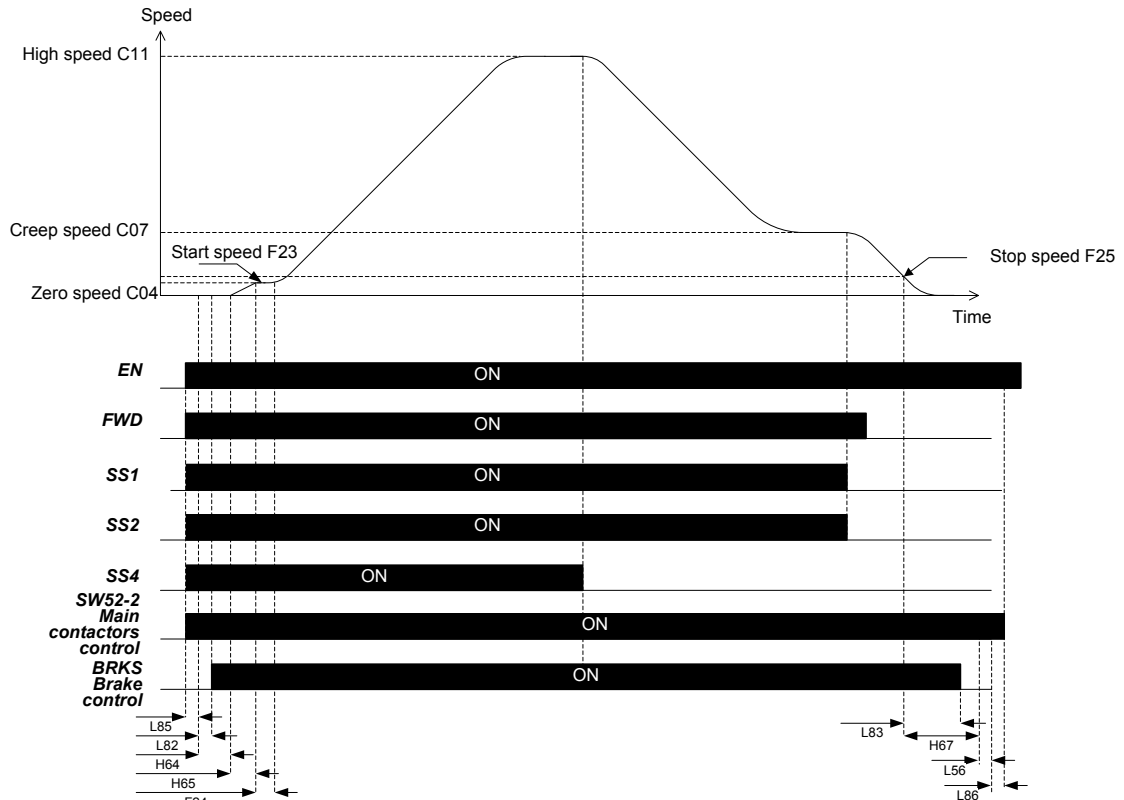 Speed
High speed C11
Creep speed C07
Start speed F23
Stop speed F25
Zero speed C04
Time
EN
ON
FWD
ON
SS1
ON
SS2
ON
SS4
ON
SW52-2
Main
contactors
control
ON
BRKS
Brake
control
ON
L85
L82
H64
H65
L83
H67
L56
L86